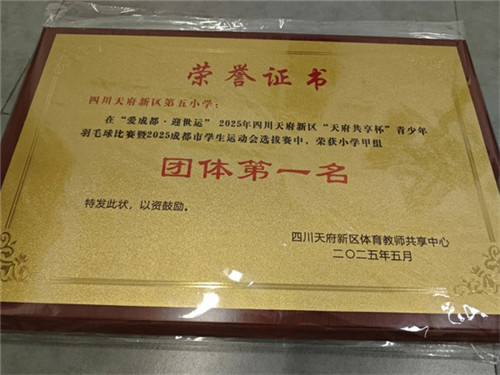 荣誉证书
四川天府新区第五小学：
在“爱成都·迎世运”2025年四川天府新区“天府共享杯”青少年
羽毛球比赛暨2025成都市学生运动会选拔赛中，荣获小学甲组
团体第一名
特发此状，以资鼓励。
四川天府新区体育教师共享中心
二〇二五年五月